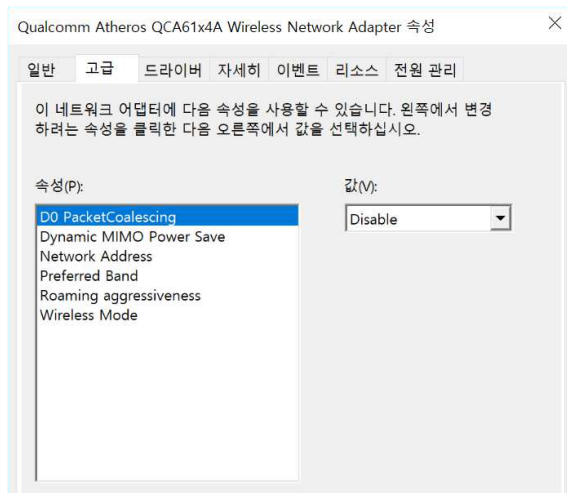 Qualcomm Atheros QCA61x4A Wireless Network Adapter 속성
일반 고급 드라이버 자세히 이벤트 리소스 전원 관리
이 네트워크 어댑터에 다음 속성을 사용할 수 있습니다. 왼쪽에서 변경
하려는 속성을 클릭한 다음 오른쪽에서 값을 선택하십시오.
속성(P):
값(V):
D0 PacketCoalescing
Disable
Dynamic MIMO Power Save
Network Address
Preferred Band
Roaming aggressiveness
Wireless Mode